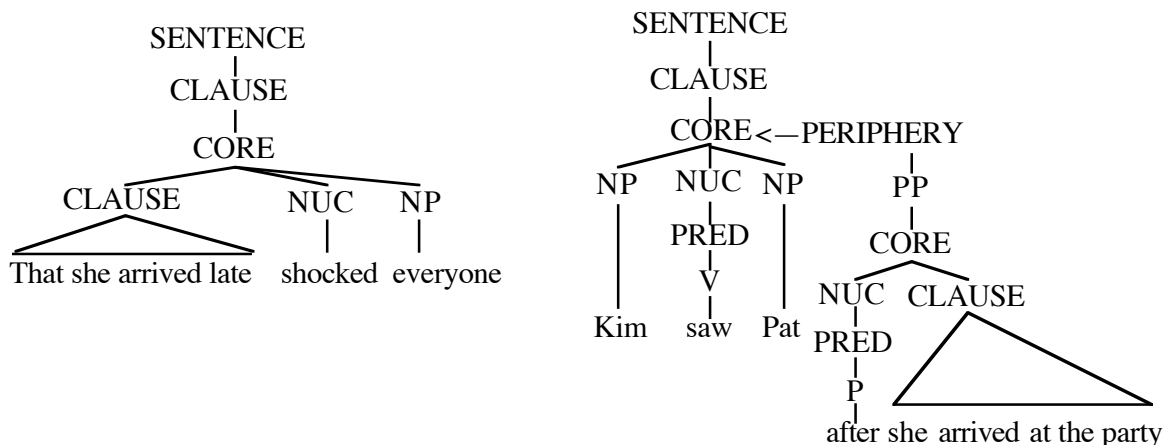 SENTENCE
CLAUSE
CORE
CLAUSE NUC NP
That she arrived late shocked everyone
SENTENCE
CLAUSE
CORE<—PERIPHERY
NP NUC NP PP
PRED CORE
V NUC CLAUSE
Kim saw Pat PRED
P
after she arrived at the party